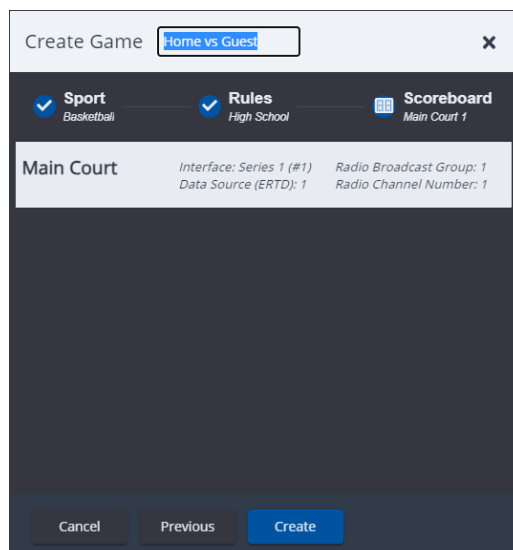 Create Game Home vs Guest
Sport Rules Scoreboard
Basketball High School Main Court 1
Main Court Interface: Series 1 (#1) Radio Broadcast Group: 1
Data Source (ERTD): 1 Radio Channel Number: 1
Cancel Previous Create